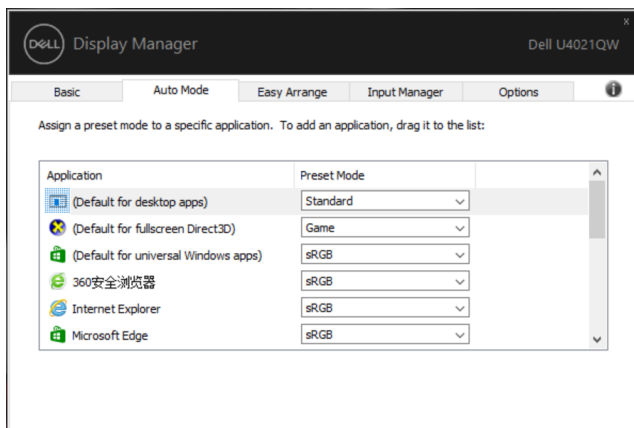 DELL Display Manager Dell U4021QW
Basic Auto Mode Easy Arrange Input Manager Options
Assign a preset mode to a specific application. To add an application, drag it to the list:
Application Preset Mode
(Default for desktop apps) Standard
(Default for fullscreen Direct3D) Game
(Default for universal Windows apps) sRGB
360安全浏览器 sRGB
Internet Explorer sRGB
Microsoft Edge sRGB